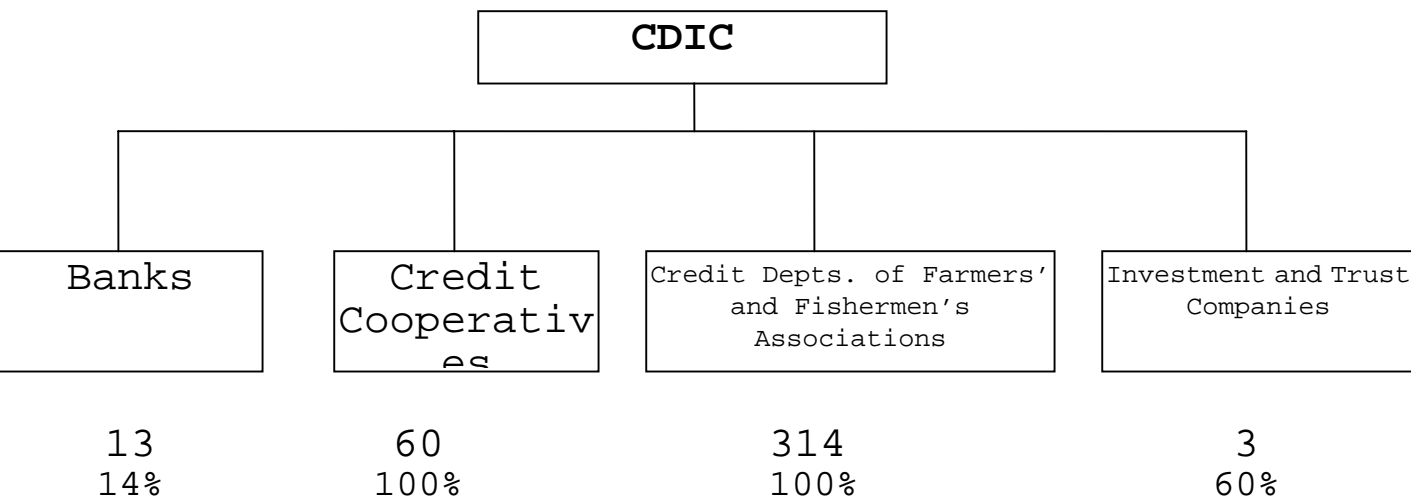 CDIC
Banks
Credit
Cooperativ
es
Credit Depts. of Farmers’
and Fishermen’s
Associations
Investment and Trust
Companies
13
60
314
3
14%
100%
100%
60%